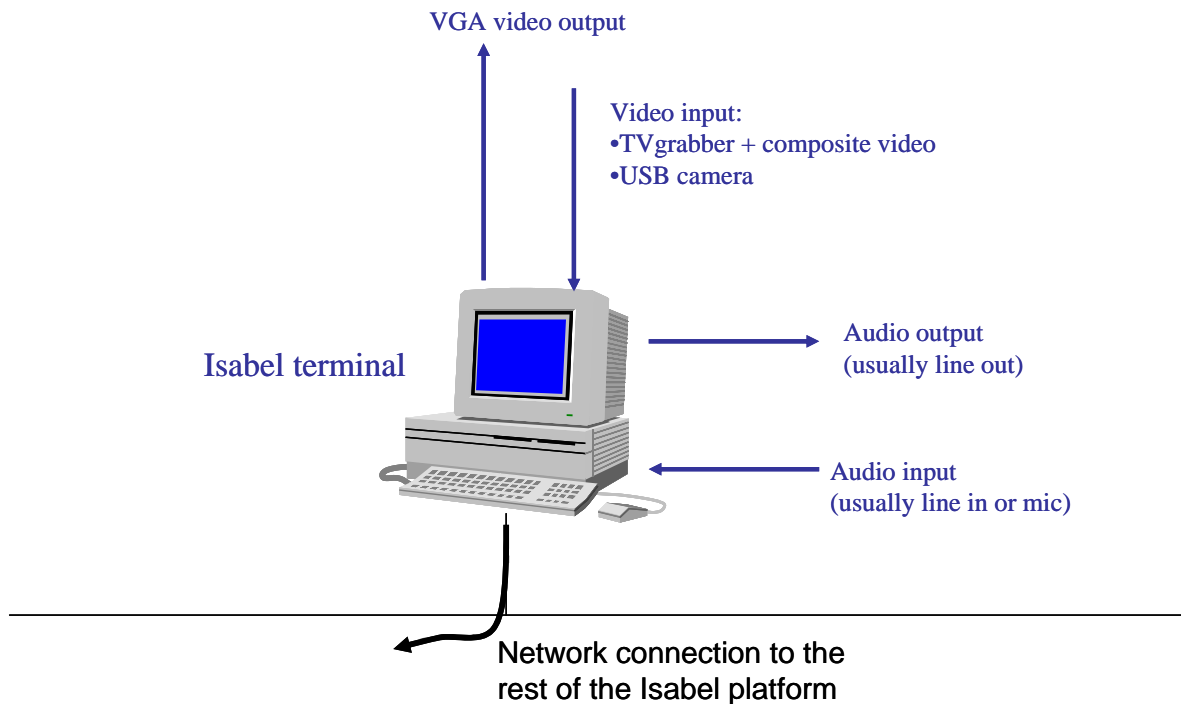 VGA video output
Video input:
•TVgrabber + composite video
•USB camera
Isabel terminal
Audio output
(usually line out)
Audio input
(usually line in or mic)
Network connection to the
rest of the Isabel platform